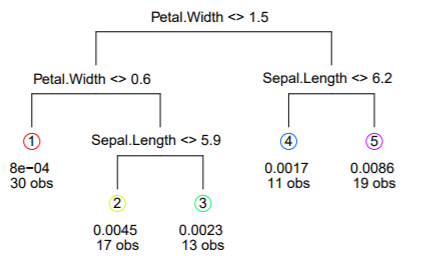 Petal.Width <> 1.5
Petal.Width <> 0.6
Sepal.Length <> 6.2
1
Sepal.Length <> 5.9
4
5
8e−04
30 obs
0.0017
11 obs
0.0086
19 obs
2
3
0.0045
17 obs
0.0023
13 obs